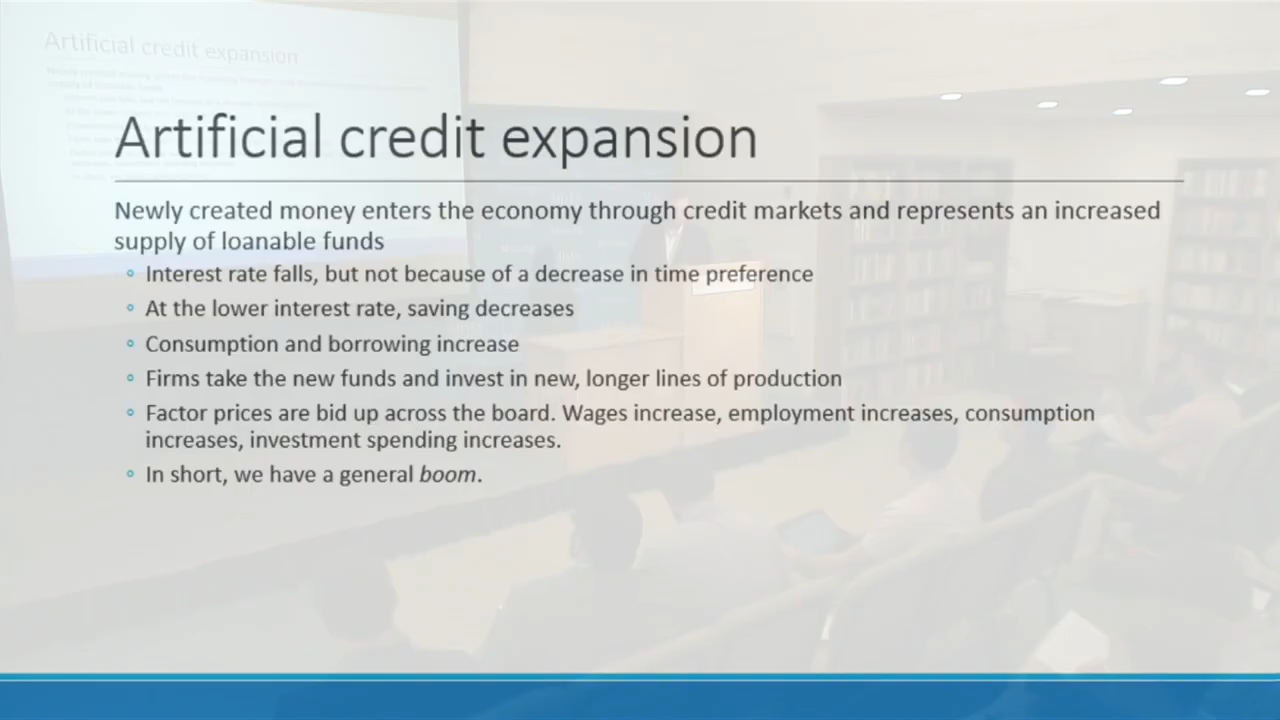 Artificial credit expansion
Artificial credit expansion
Newly created money enters the economy through credit markets and represents an increased
supply of loanable funds
Interest rate falls, but not because of a decrease in time preference
At the lower interest rate, saving decreases
Consumption and borrowing increase
Firms take the new funds and invest in new, longer lines of production
Factor prices are bid up across the board. Wages increase, employment increases, consumption
increases, investment spending increases.
In short, we have a general boom.